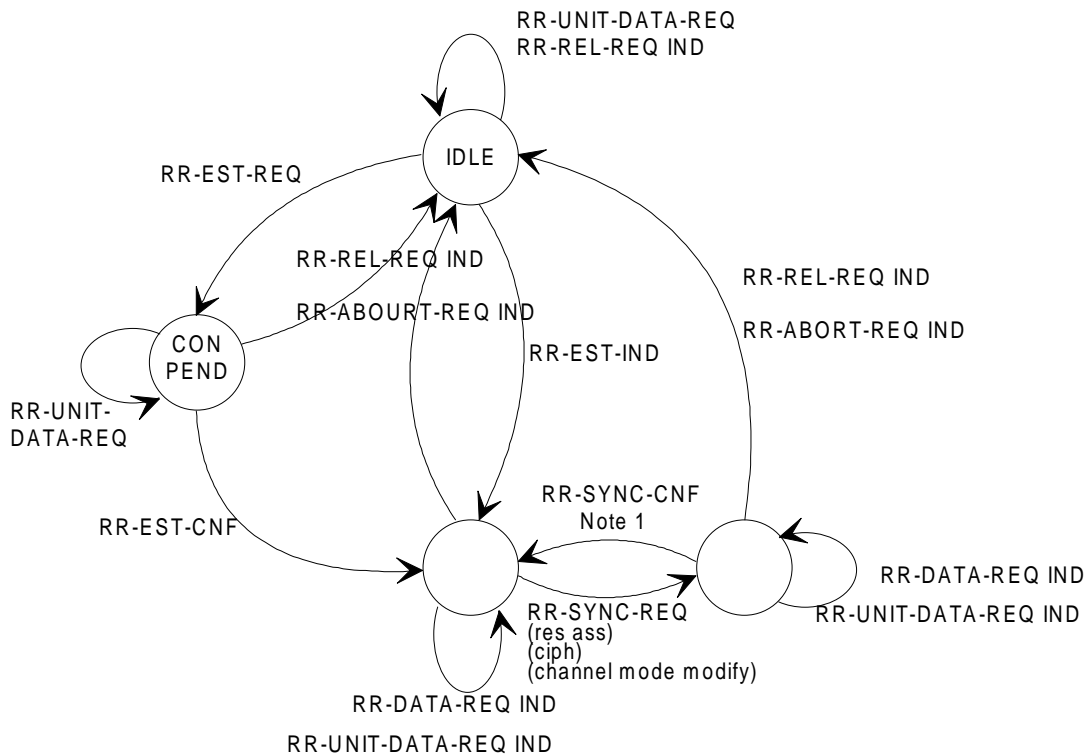 RR-UNIT-DATA-REQ
RR-REL-REQ IND
IDLE
RR-EST-REQ
RR-REL-REQ IND
RR-ABOURT-REQ IND
RR-REL-REQ IND
RR-ABORT-REQ IND
CON
PEND
RR-EST-IND
RR-UNIT-
DATA-REQ
RR-EST-CNF
RR-SYNC-CNF
Note 1
RR-SYNC-REQ
(res ass)
(ciph)
(channel mode modify)
RR-DATA-REQ IND
RR-UNIT-DATA-REQ IND
RR-DATA-REQ IND
RR-UNIT-DATA-REQ IND